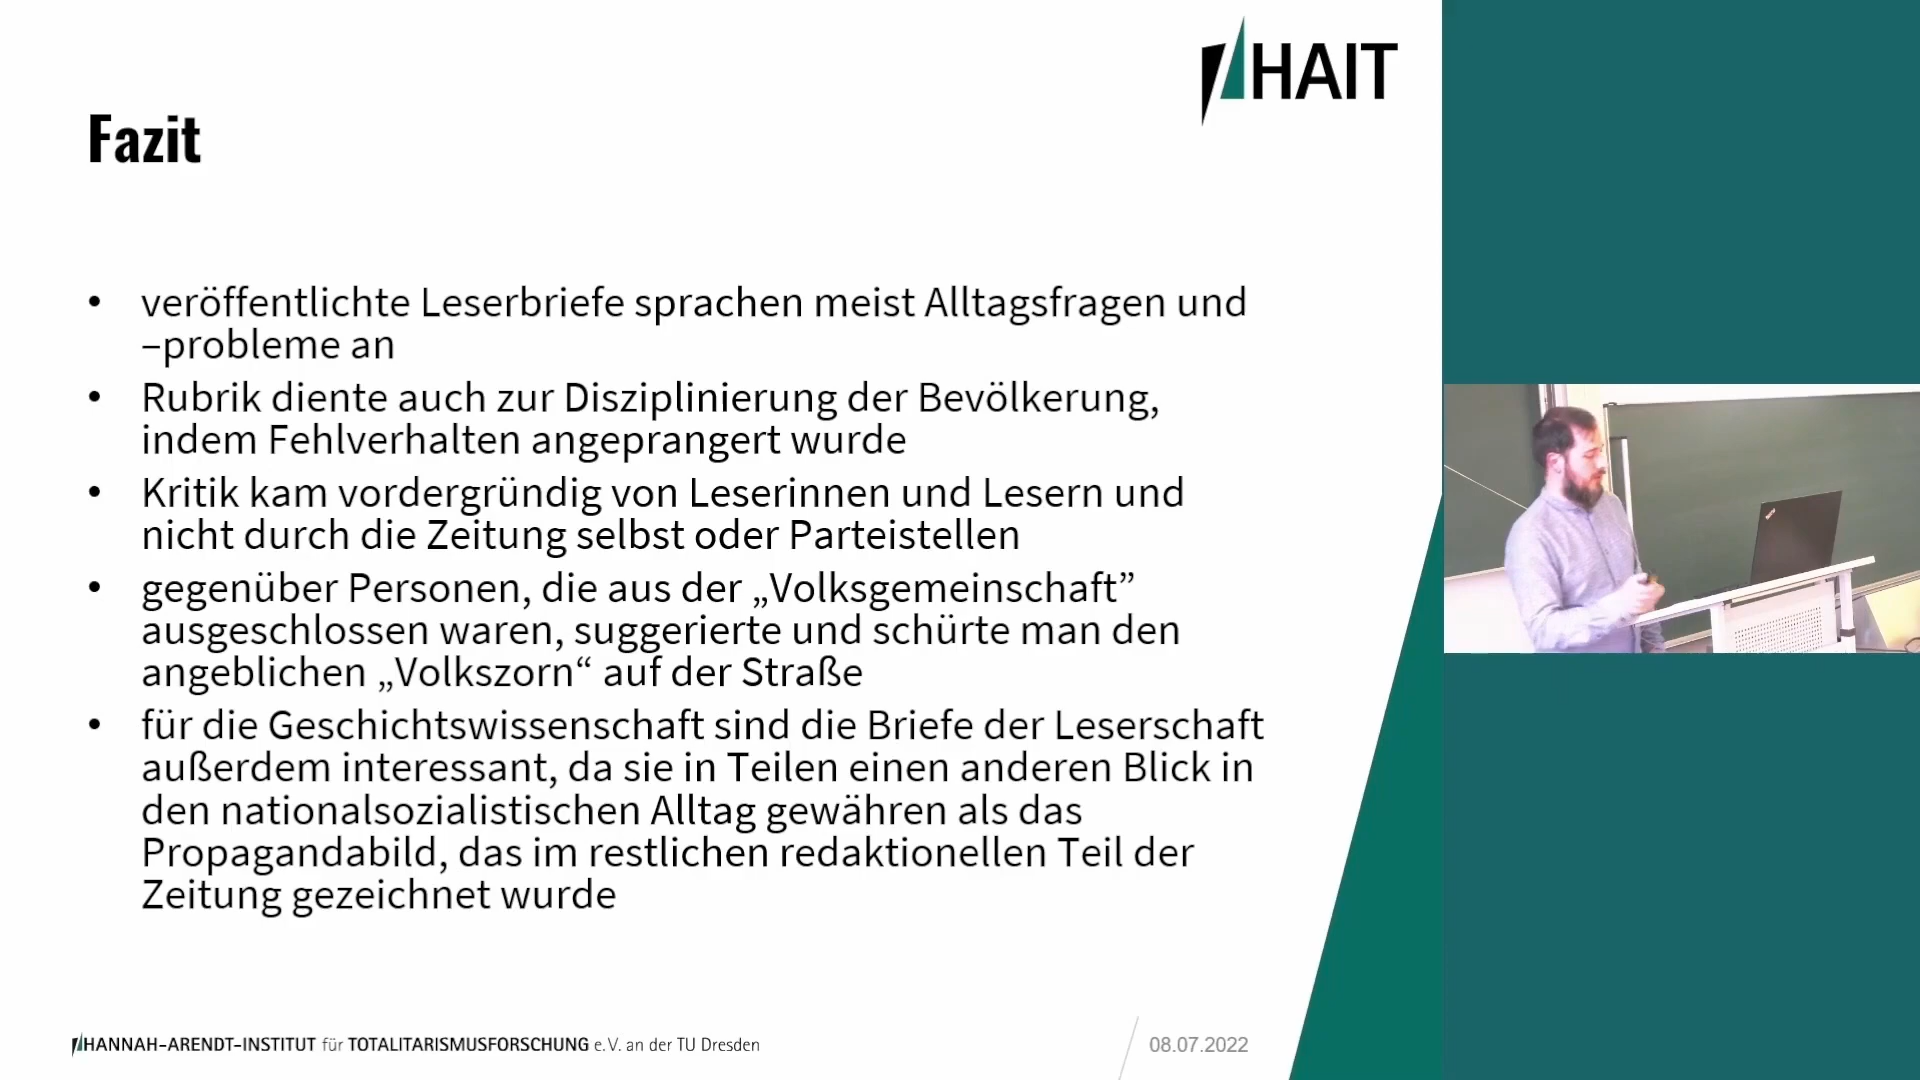 HAIT
Fazit
• veröffentlichte Leserbriefe sprachen meist Alltagsfragen und
–probleme an
• Rubrik diente auch zur Disziplinierung der Bevölkerung,
indem Fehlverhalten angeprangert wurde
• Kritik kam vordergründig von Leserinnen und Lesern und
nicht durch die Zeitung selbst oder Parteistellen
• gegenüber Personen, die aus der „Volksgemeinschaft”
ausgeschlossen waren, suggerierte und schürte man den
angeblichen „Volkszorn“ auf der Straße
• für die Geschichtswissenschaft sind die Briefe der Leserschaft
außerdem interessant, da sie in Teilen einen anderen Blick in
den nationalsozialistischen Alltag gewähren als das
Propagandabild, das im restlichen redaktionellen Teil der
Zeitung gezeichnet wurde
HANNAH-ARENDT-INSTITUT für TOTALITARISMUSFORSCHUNG e.V. an der TU Dresden
08.07.2022